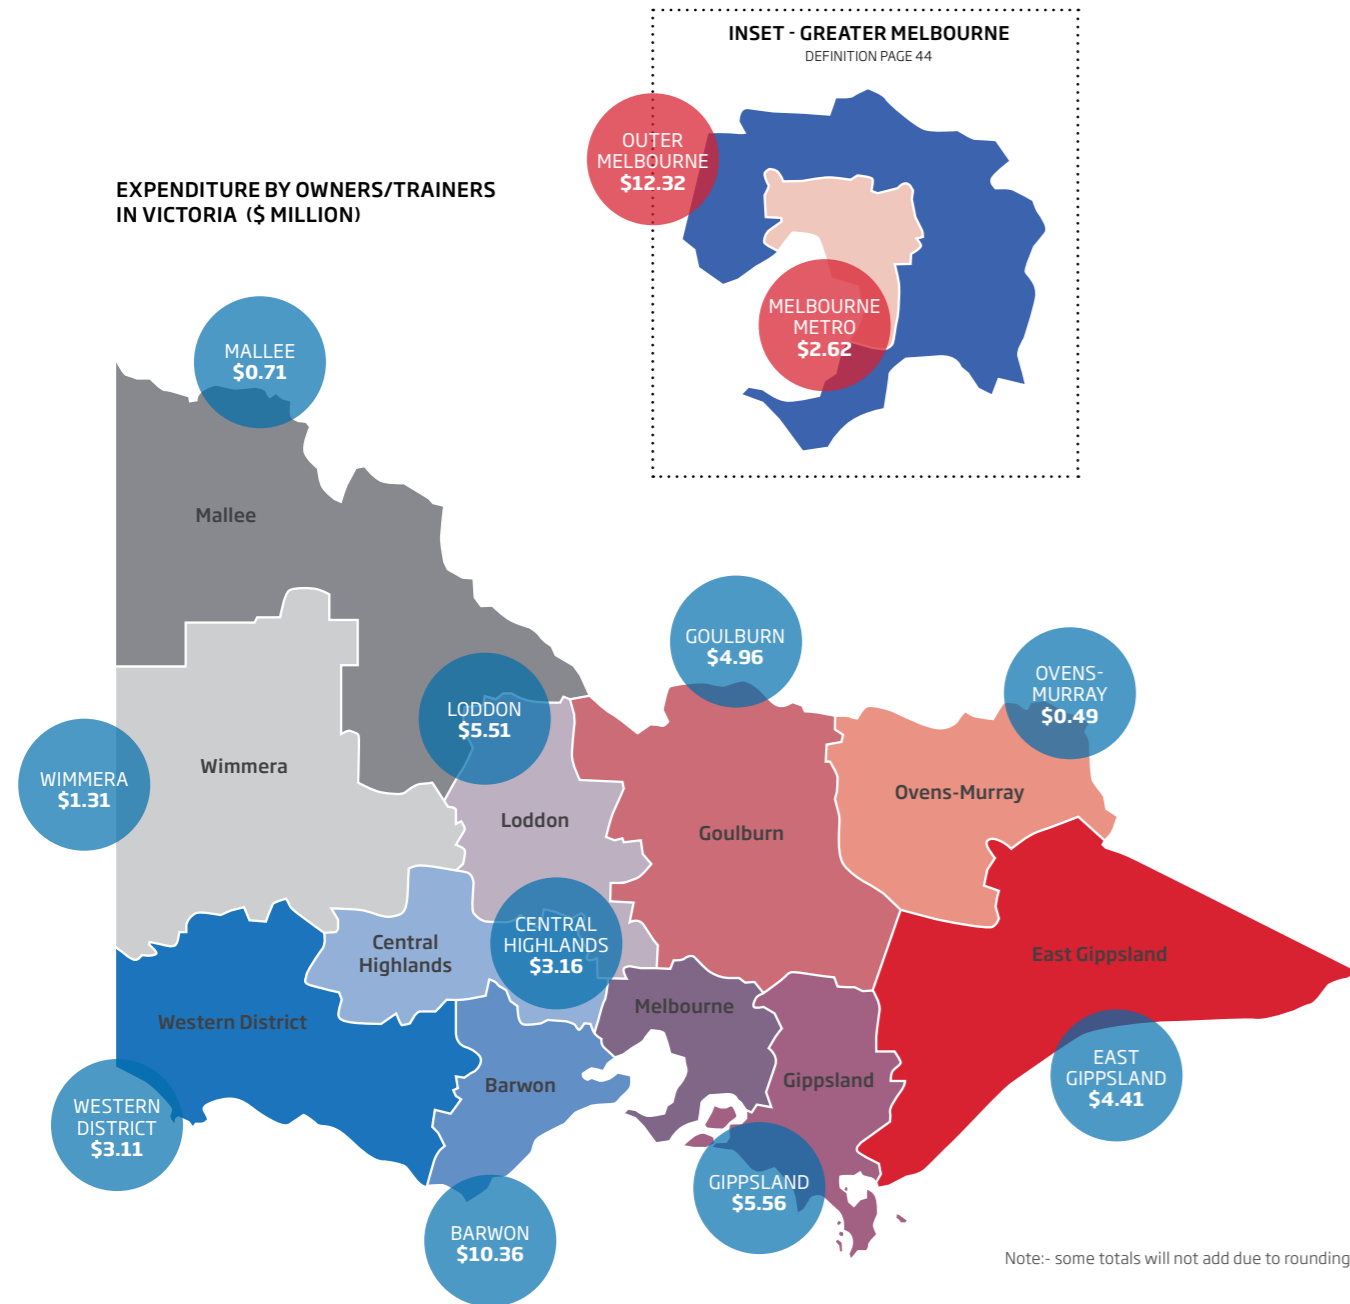 INSET - GREATER MELBOURNE
DEFINITION PAGE 44
OUTER
MELBOURNE
$12.32
EXPENDITURE BY OWNERS/TRAINERS
IN VICTORIA ($ MILLION)
MELBOURNE
METRO
$2.62
MALLEE
$0.71
Mallee
GOULBURN
$4.96
OVENS-
MURRAY
$0.49
LODDON
$5.51
WIMMERA
$1.31
Wimmera
Ovens-Murray
Loddon
Goulburn
CENTRAL
HIGHLANDS
$3.16
Central
Highlands
East Gippsland
Melbourne
Western District
Gippsland
Barwon
EAST
GIPPSLAND
$4.41
WESTERN
DISTRICT
$3.11
GIPPSLAND
$5.56
BARWON
$10.36
Note:- some totals will not add due to rounding